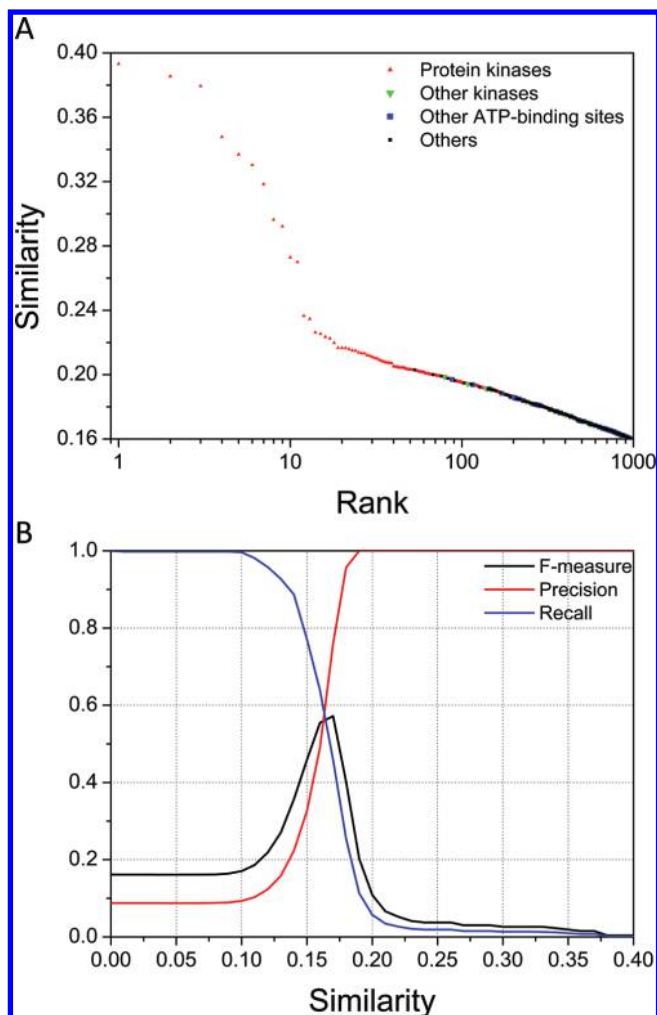 A
0.40
0.36
0.32
0.28
0.24
0.20
0.16
Similarity
Protein kinases
Other kinases
Other ATP-binding sites
Others
1
10
100
1000
Rank
B
1.0
0.8
0.6
0.4
0.2
0.0
F-measure
Precision
Recall
0.00
0.05
0.10
0.15
0.20
0.25
0.30
0.35
0.40
Similarity